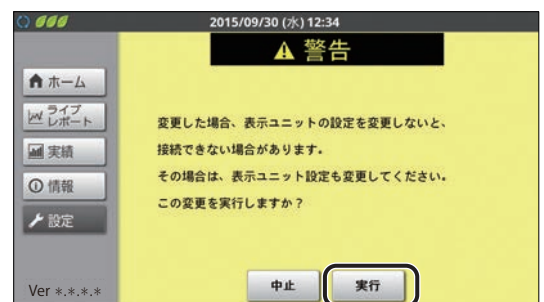 2015/09/30 (水) 12:34
警告
ホーム
ライブ
レポート
実績
情報
設定
Ver *.*.*.*
変更した場合、表示ユニットの設定を変更しないと、
接続できない場合があります。
その場合は、表示ユニット設定も変更してください。
この変更を実行しますか？
中止
実行